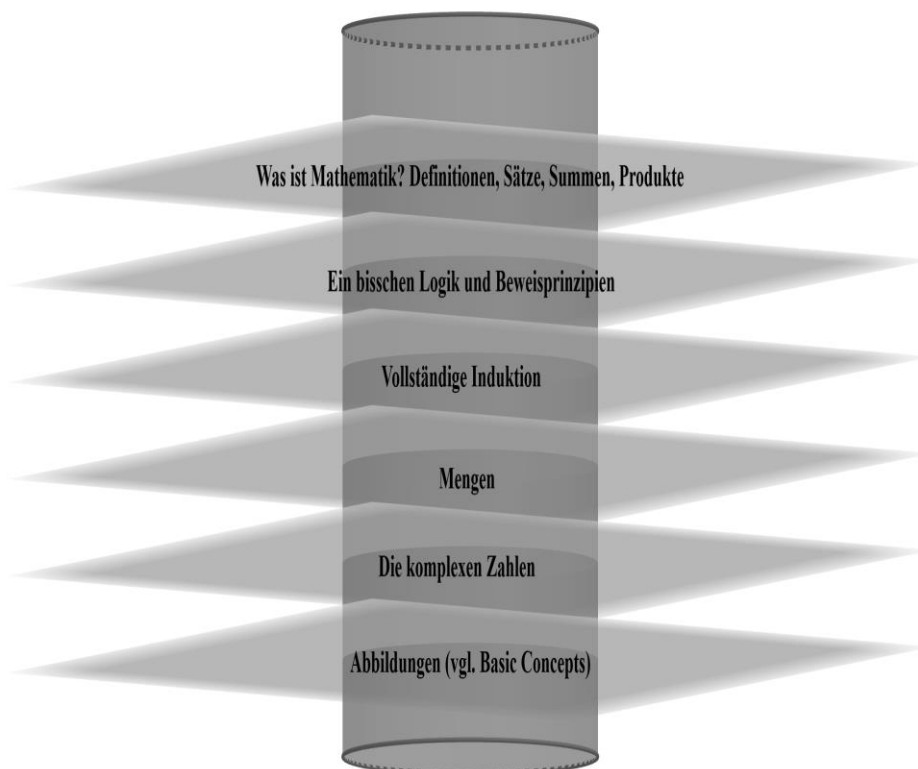 Was ist Mathematik? Definitionen, Sätze, Summen, Produkte
Ein bisschen Logik und Beweisprinzipien
Vollständige Induktion
Mengen
Die komplexen Zahlen
Abbildungen (vgl. Basic Concepts)